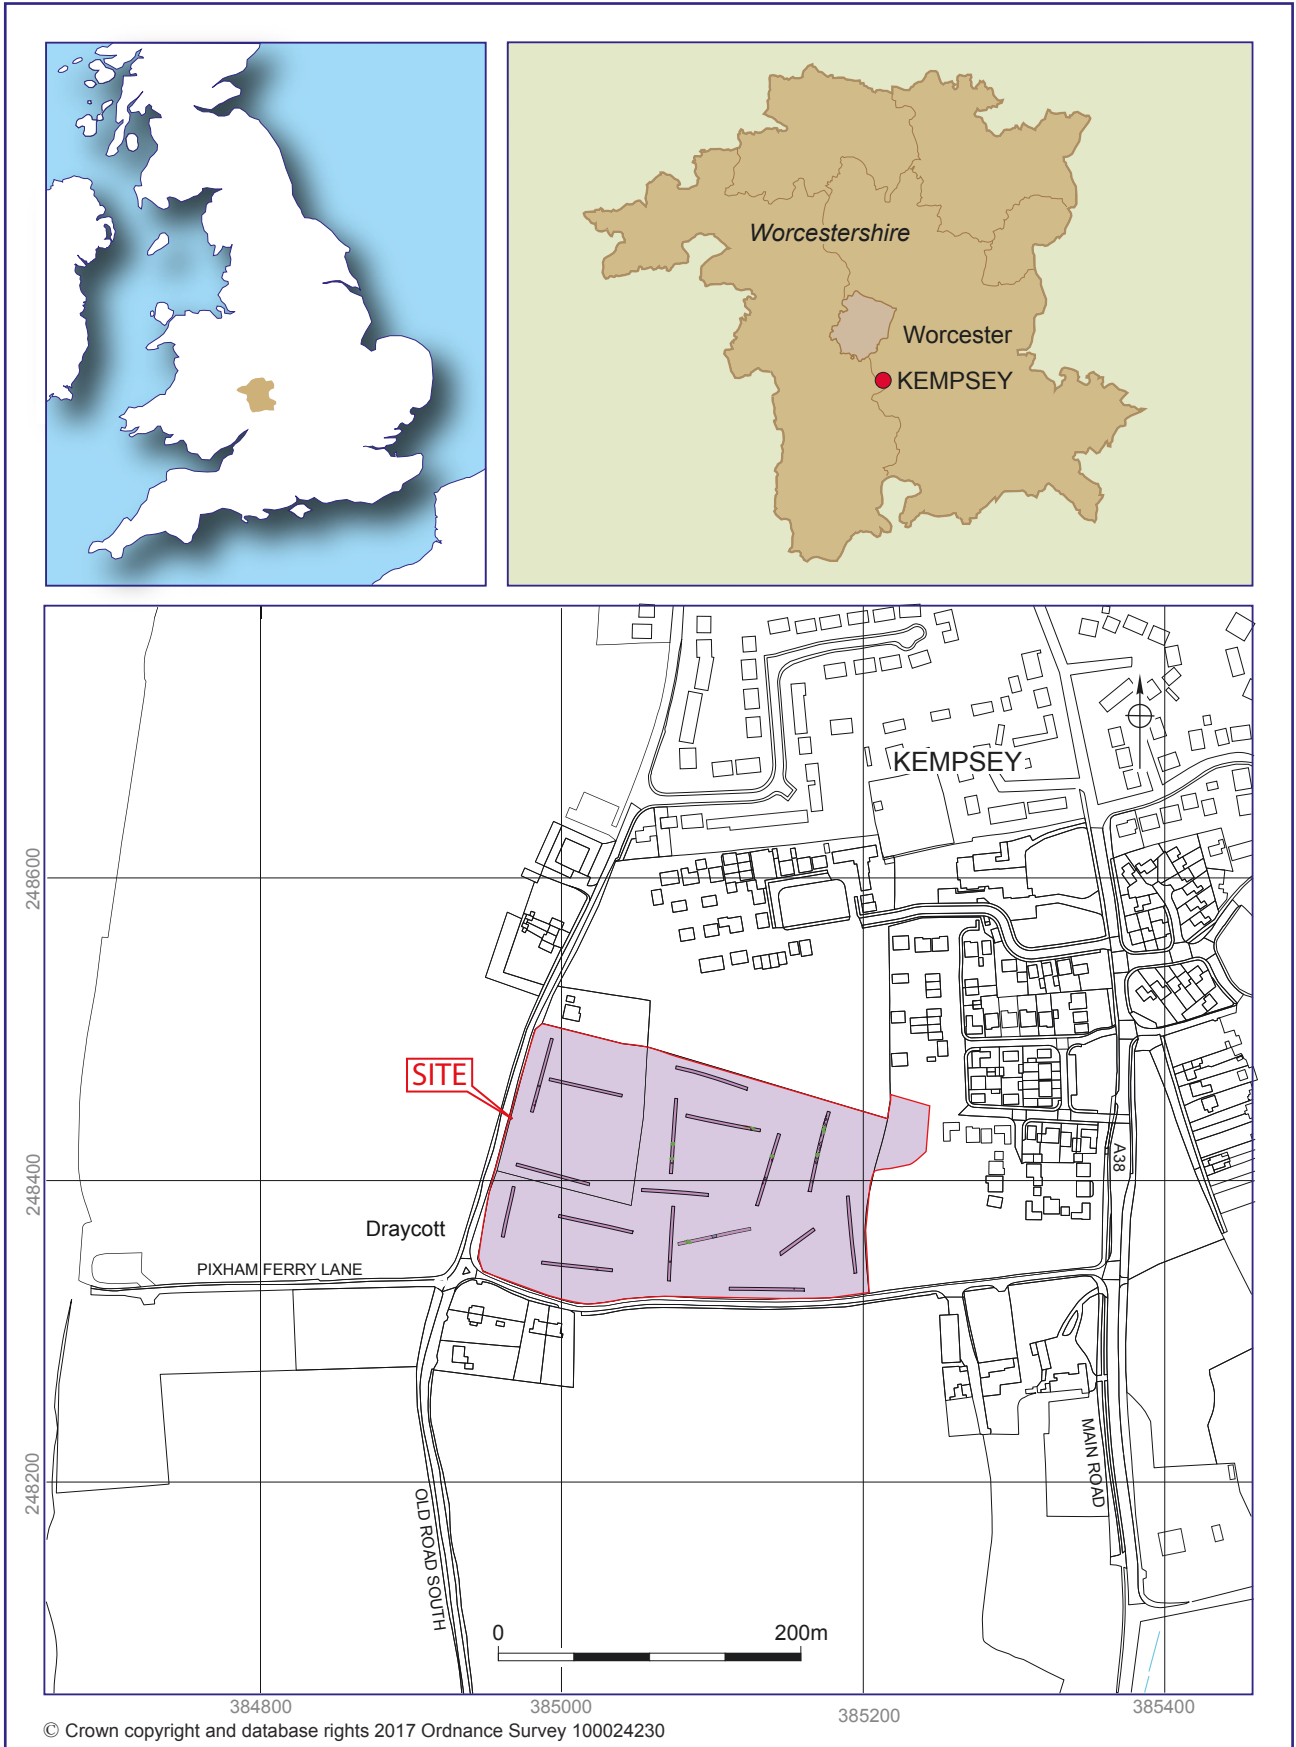 Worcestershire
Worcester
KEMPSEY
KEMPSEY
248600
SITE
A38
248400
Draycott
PIXHAM FERRY LANE
MAIN ROAD
248200
OLD ROAD SOUTH
0 200m
384800 385000 385200 385400
© Crown copyright and database rights 2017 Ordnance Survey 100024230